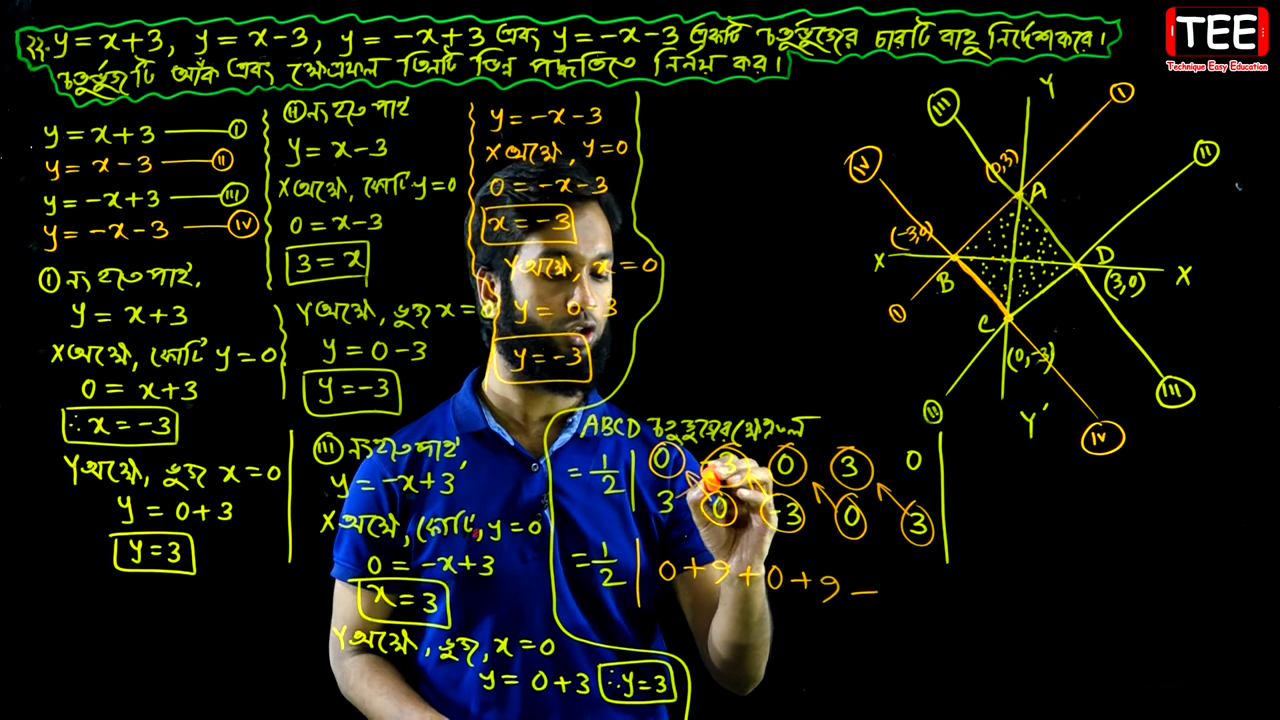 ২২. y = x+3, y = x-3, y = -x+3 এবং y = -x-3 একটি চতুর্ভুজের চারটি বাহু নির্দেশ করে।
চতুর্ভুজটি আঁক এবং ক্ষেত্রফল তিনটি ভিন্ন পদ্ধতিতে নির্ণয় কর।
TEE
Technique Easy Education
y = x+3 I
y = x-3 II
y = -x+3 III
y = -x-3 IV
I নং হতে পাই,
y = x+3
X অক্ষে, কোটি y=0
0 = x+3
∴ x = -3
Y অক্ষে, ভুজ x=0
y = 0+3
y=3
II নং হতে পাই
y = x-3
X অক্ষে, কোটি y=0
0 = x-3
3 = x
Y অক্ষে, ভুজ x=0
y = 0-3
y=-3
III নং হতে পাই,
y = -x+3
X অক্ষে, কোটি, y=0
0 = -x+3
x = 3
Y অক্ষে, ভুজ, x=0
y = 0+3 ∴y=3
y = -x-3
X অক্ষে, y=0
0 = -x-3
x = -3
Y অক্ষে, x=0
y = 0-3
y=-3
ABCD চতুর্ভুজের ক্ষেত্রফল
= 1/2 | 0 -3 0 3 0
3 0 -3 0 3
= 1/2 | 0+9+0+9-
Y
III
I
II
IV
(0,3)
A
(-3,0)
X
B
D
X
(3,0)
I
C
(0,-3)
II
Y′
III
IV